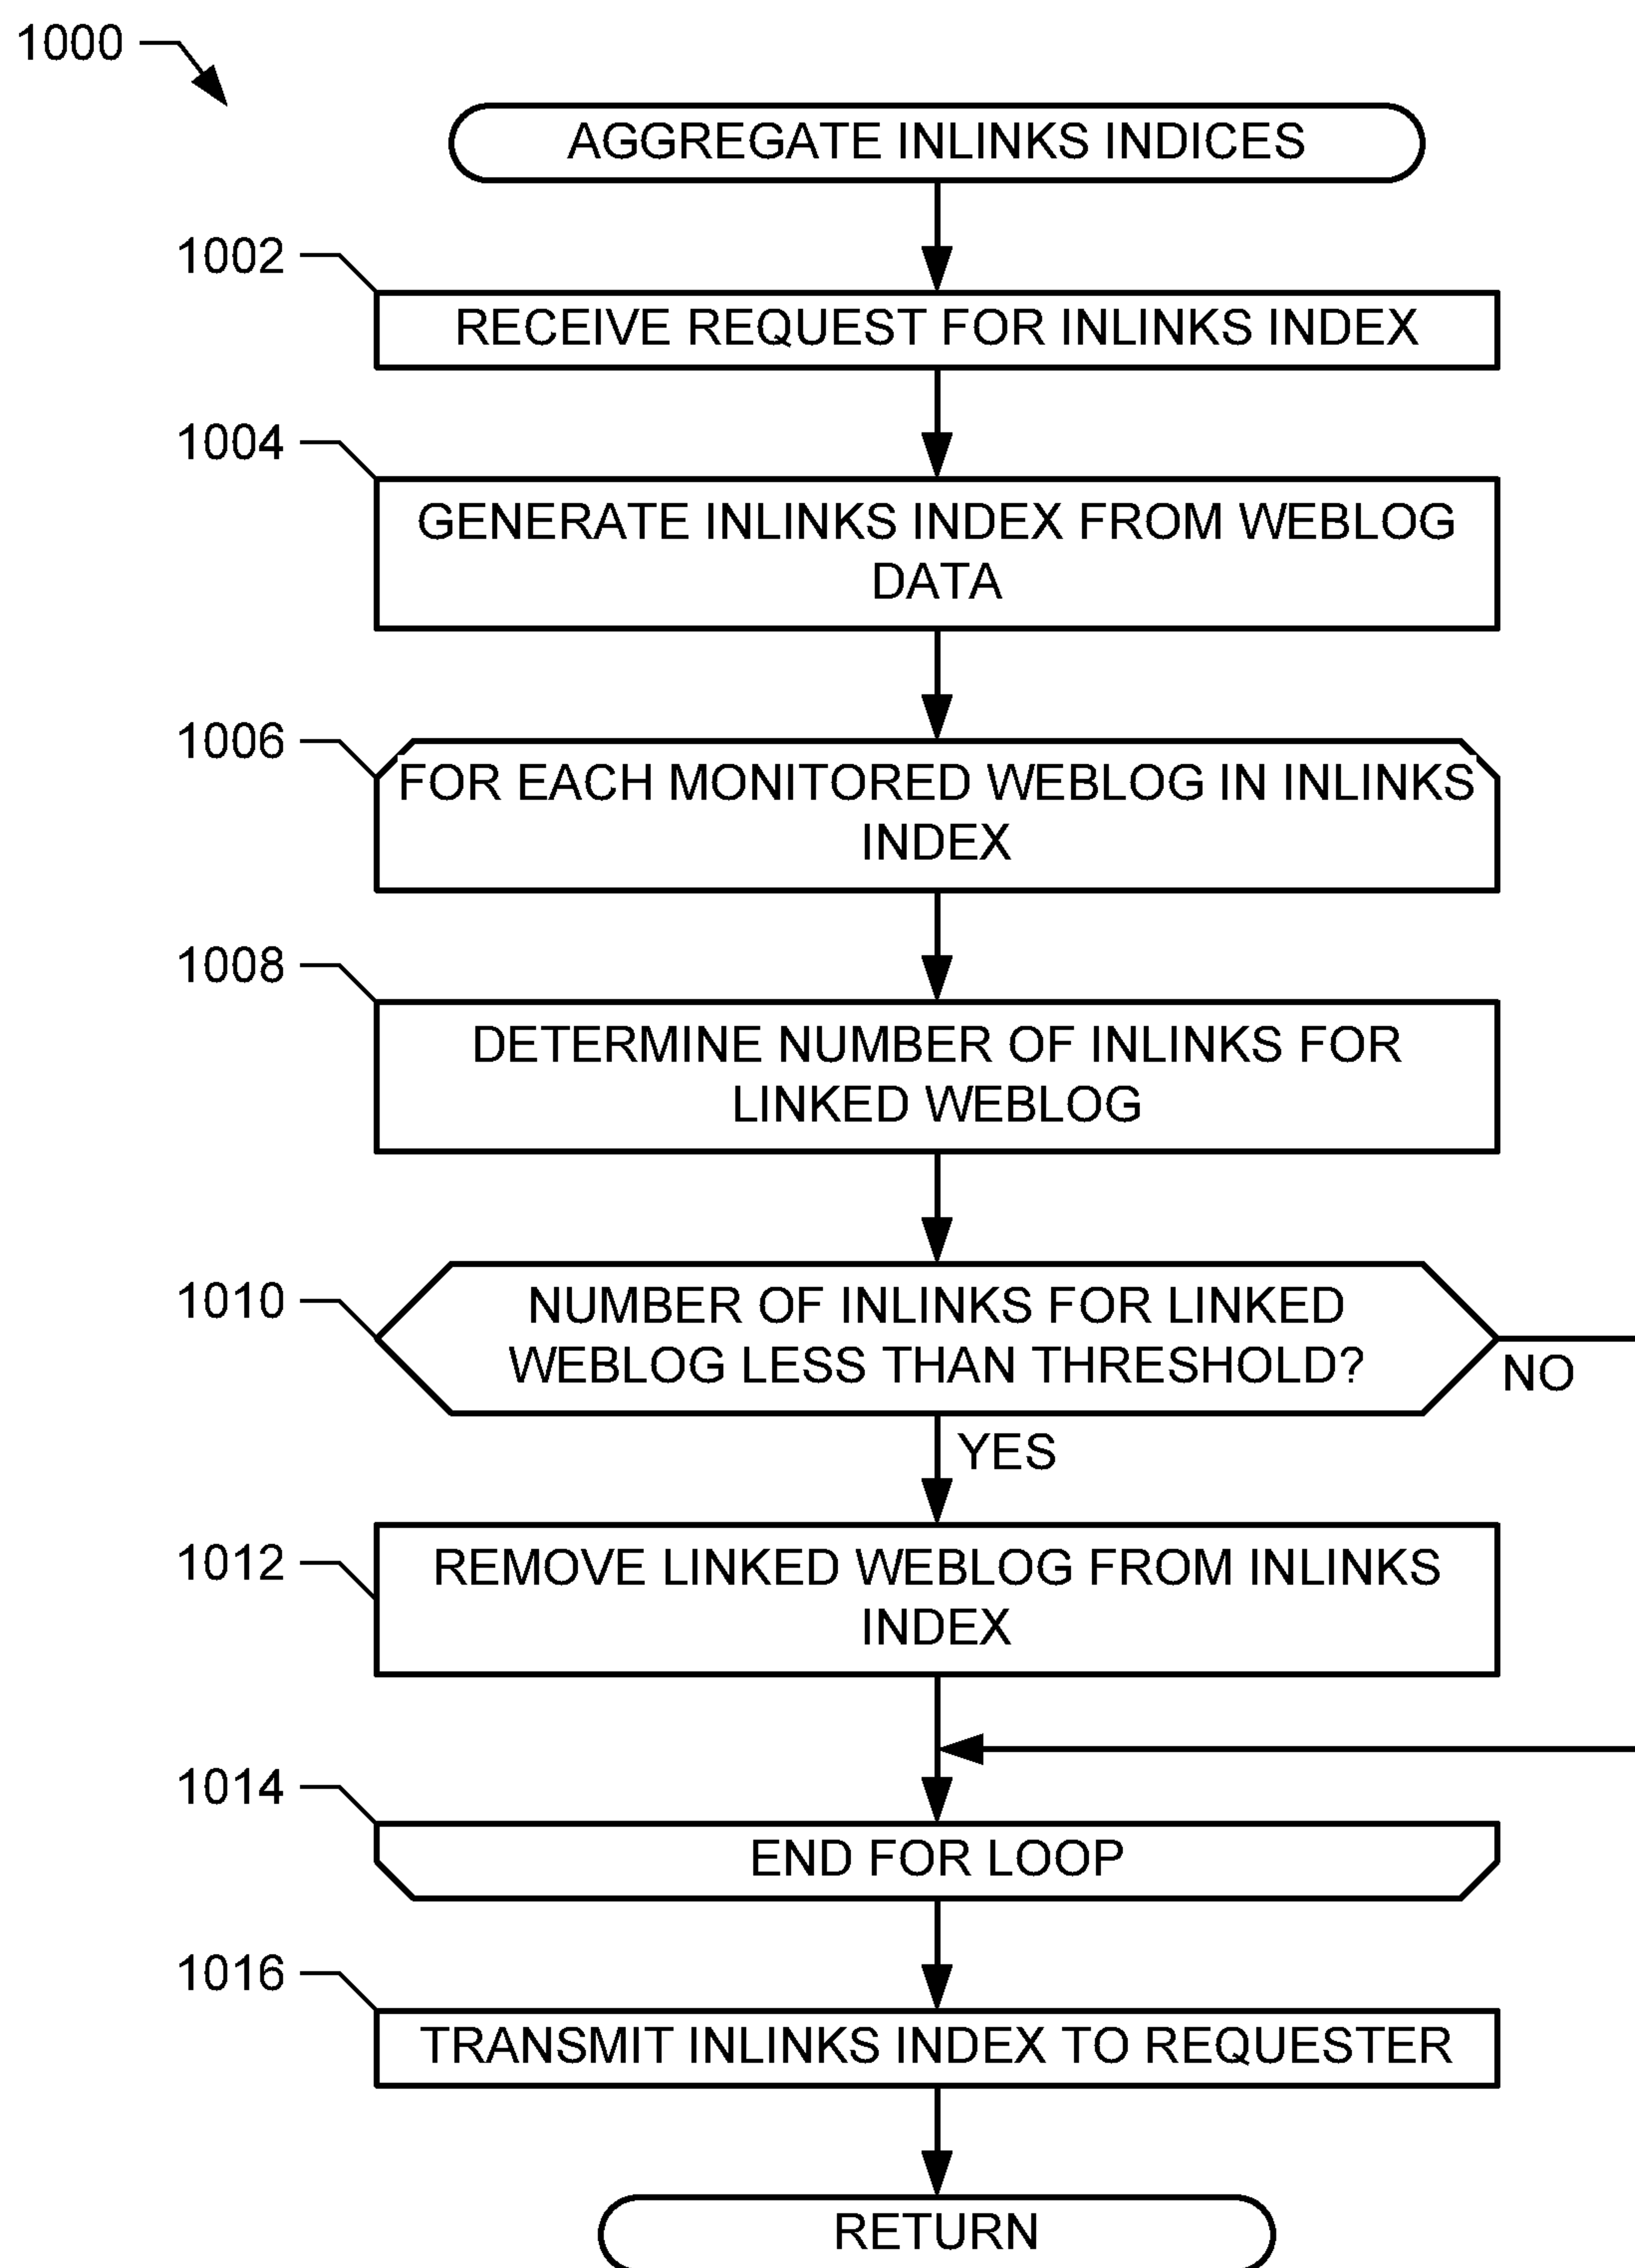 1000
AGGREGATE INLINKS INDICES
1002
RECEIVE REQUEST FOR INLINKS INDEX
1004
GENERATE INLINKS INDEX FROM WEBLOG
DATA
1006
FOR EACH MONITORED WEBLOG IN INLINKS
INDEX
1008
DETERMINE NUMBER OF INLINKS FOR
LINKED WEBLOG
1010
NUMBER OF INLINKS FOR LINKED
WEBLOG LESS THAN THRESHOLD?
NO
YES
1012
REMOVE LINKED WEBLOG FROM INLINKS
INDEX
1014
END FOR LOOP
1016
TRANSMIT INLINKS INDEX TO REQUESTER
RETURN